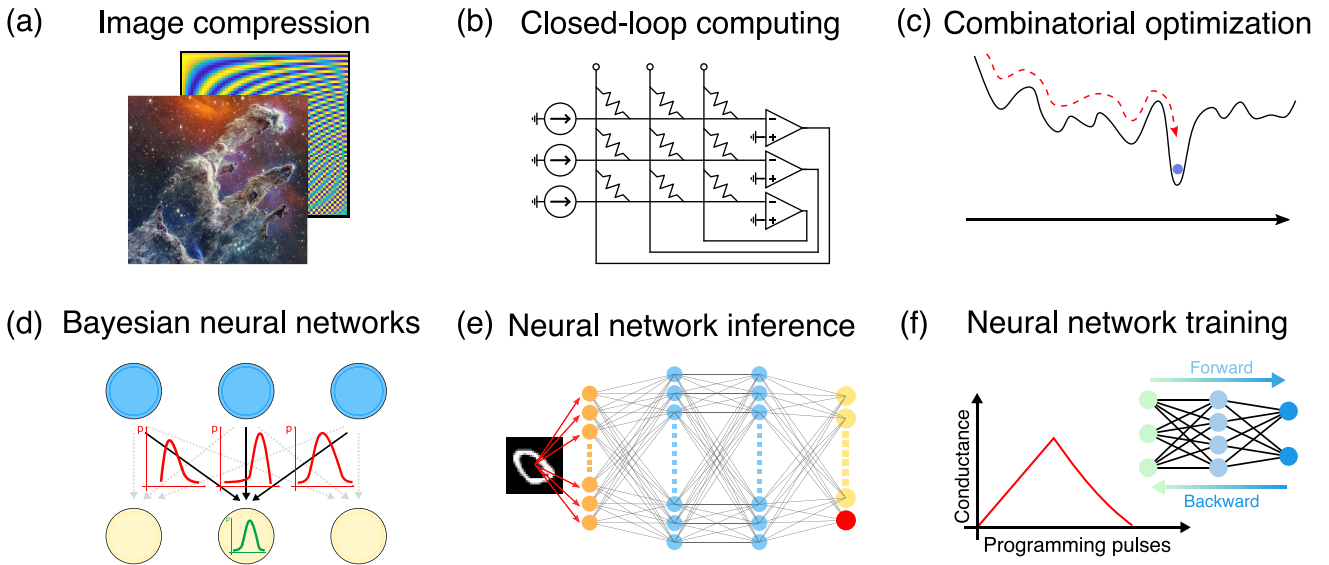 (a) Image compression
(b) Closed-loop computing
(c) Combinatorial optimization
(d) Bayesian neural networks
p
p
p
p
(e) Neural network inference
(f) Neural network training
Forward
Backward
Conductance
Programming pulses